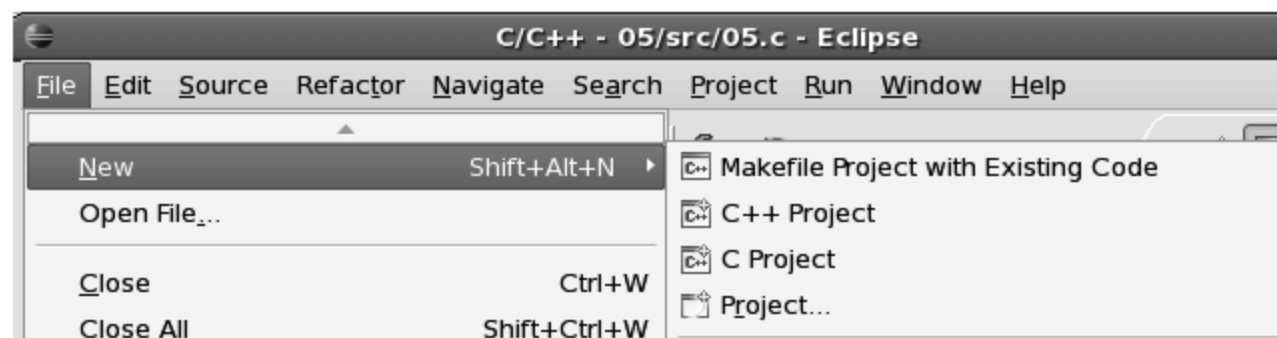 C/C++ - 05/src/05.c - Eclipse
File Edit Source Refactor Navigate Search Project Run Window Help
New Shift+Alt+N
Open File...
Close Ctrl+W
Close All Shift+Ctrl+W
Makefile Project with Existing Code
C++ Project
C Project
Project...